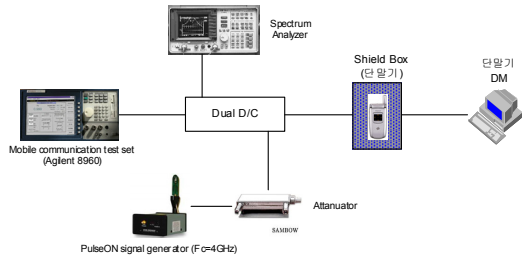 Spectrum
Analyzer
Shield Box
(단말기)
단말기
DM
Dual D/C
Mobile communication test set
(Agilent 8960)
Attanuator
SAMBOW
PulseON signal generator (Fc=4GHz)